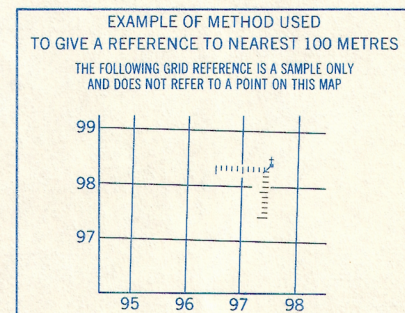 EXAMPLE OF METHOD USED
TO GIVE A REFERENCE TO NEAREST 100 METRES
THE FOLLOWING GRID REFERENCE IS A SAMPLE ONLY
AND DOES NOT REFER TO A POINT ON THIS MAP
99
98
97
95 96 97 98